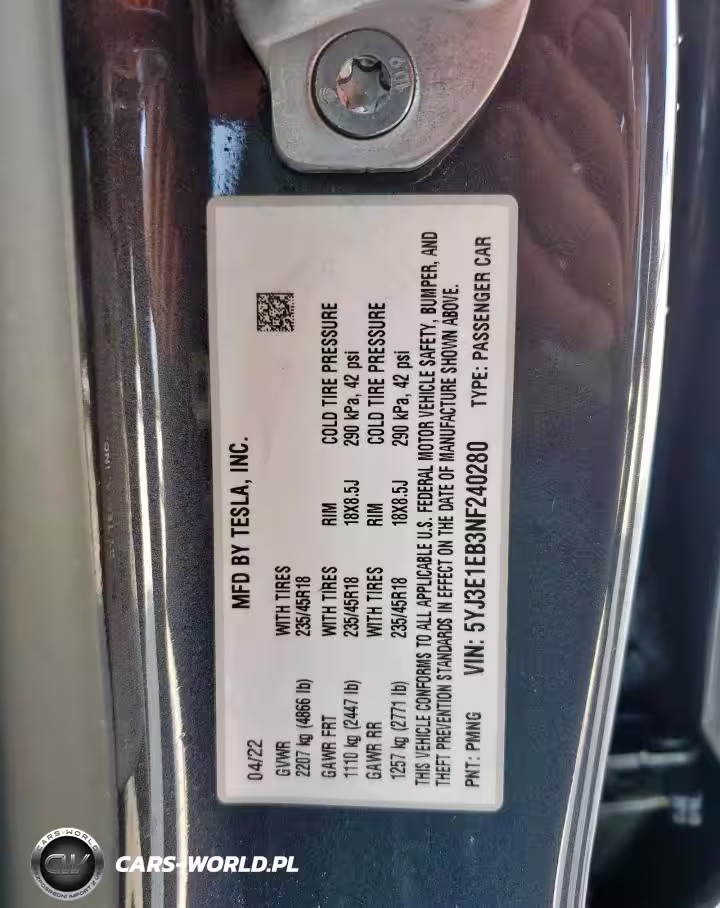 109
MFD BY TESLA, INC.
04/22
GVWR WITH TIRES
2207 kg (4866 lb) 235/45R18
GAWR FRT WITH TIRES RIM COLD TIRE PRESSURE
1110 kg (2447 lb) 235/45R18 18X8.5J 290 kPa, 42 psi
GAWR RR WITH TIRES RIM COLD TIRE PRESSURE
1257 kg (2771 lb) 235/45R18 18X8.5J 290 kPa, 42 psi
THIS VEHICLE CONFORMS TO ALL APPLICABLE U.S. FEDERAL MOTOR VEHICLE SAFETY, BUMPER, AND
THEFT PREVENTION STANDARDS IN EFFECT ON THE DATE OF MANUFACTURE SHOWN ABOVE.
PNT: PMNG VIN: 5YJ3E1EB3NF240280 TYPE: PASSENGER CAR
CARS-WORLD
CW
CARS-WORLD.PL